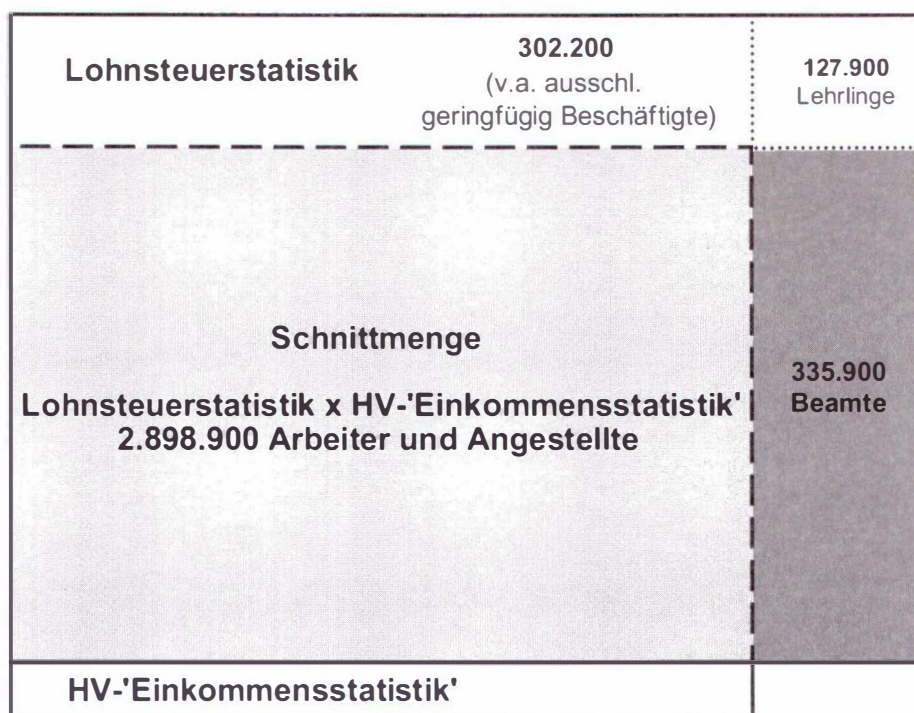 Lohnsteuerstatistik
302.200
(v.a. ausschl.
geringfügig Beschäftigte)
127.900
Lehrlinge
Schnittmenge
Lohnsteuerstatistik x HV-'Einkommensstatistik'
2.898.900 Arbeiter und Angestellte
335.900
Beamte
HV-'Einkommensstatistik'